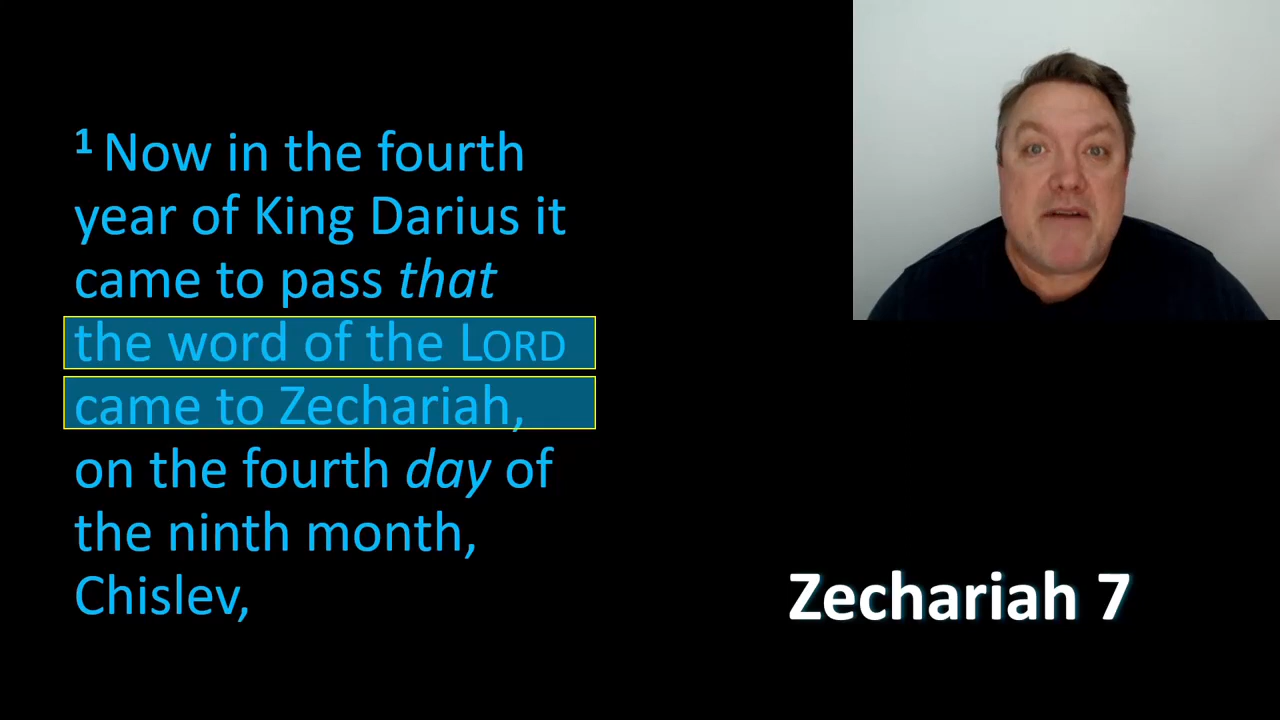 1 Now in the fourth
year of King Darius it
came to pass that
the word of the LORD
came to Zechariah,
on the fourth day of
the ninth month,
Chislev,
Zechariah 7